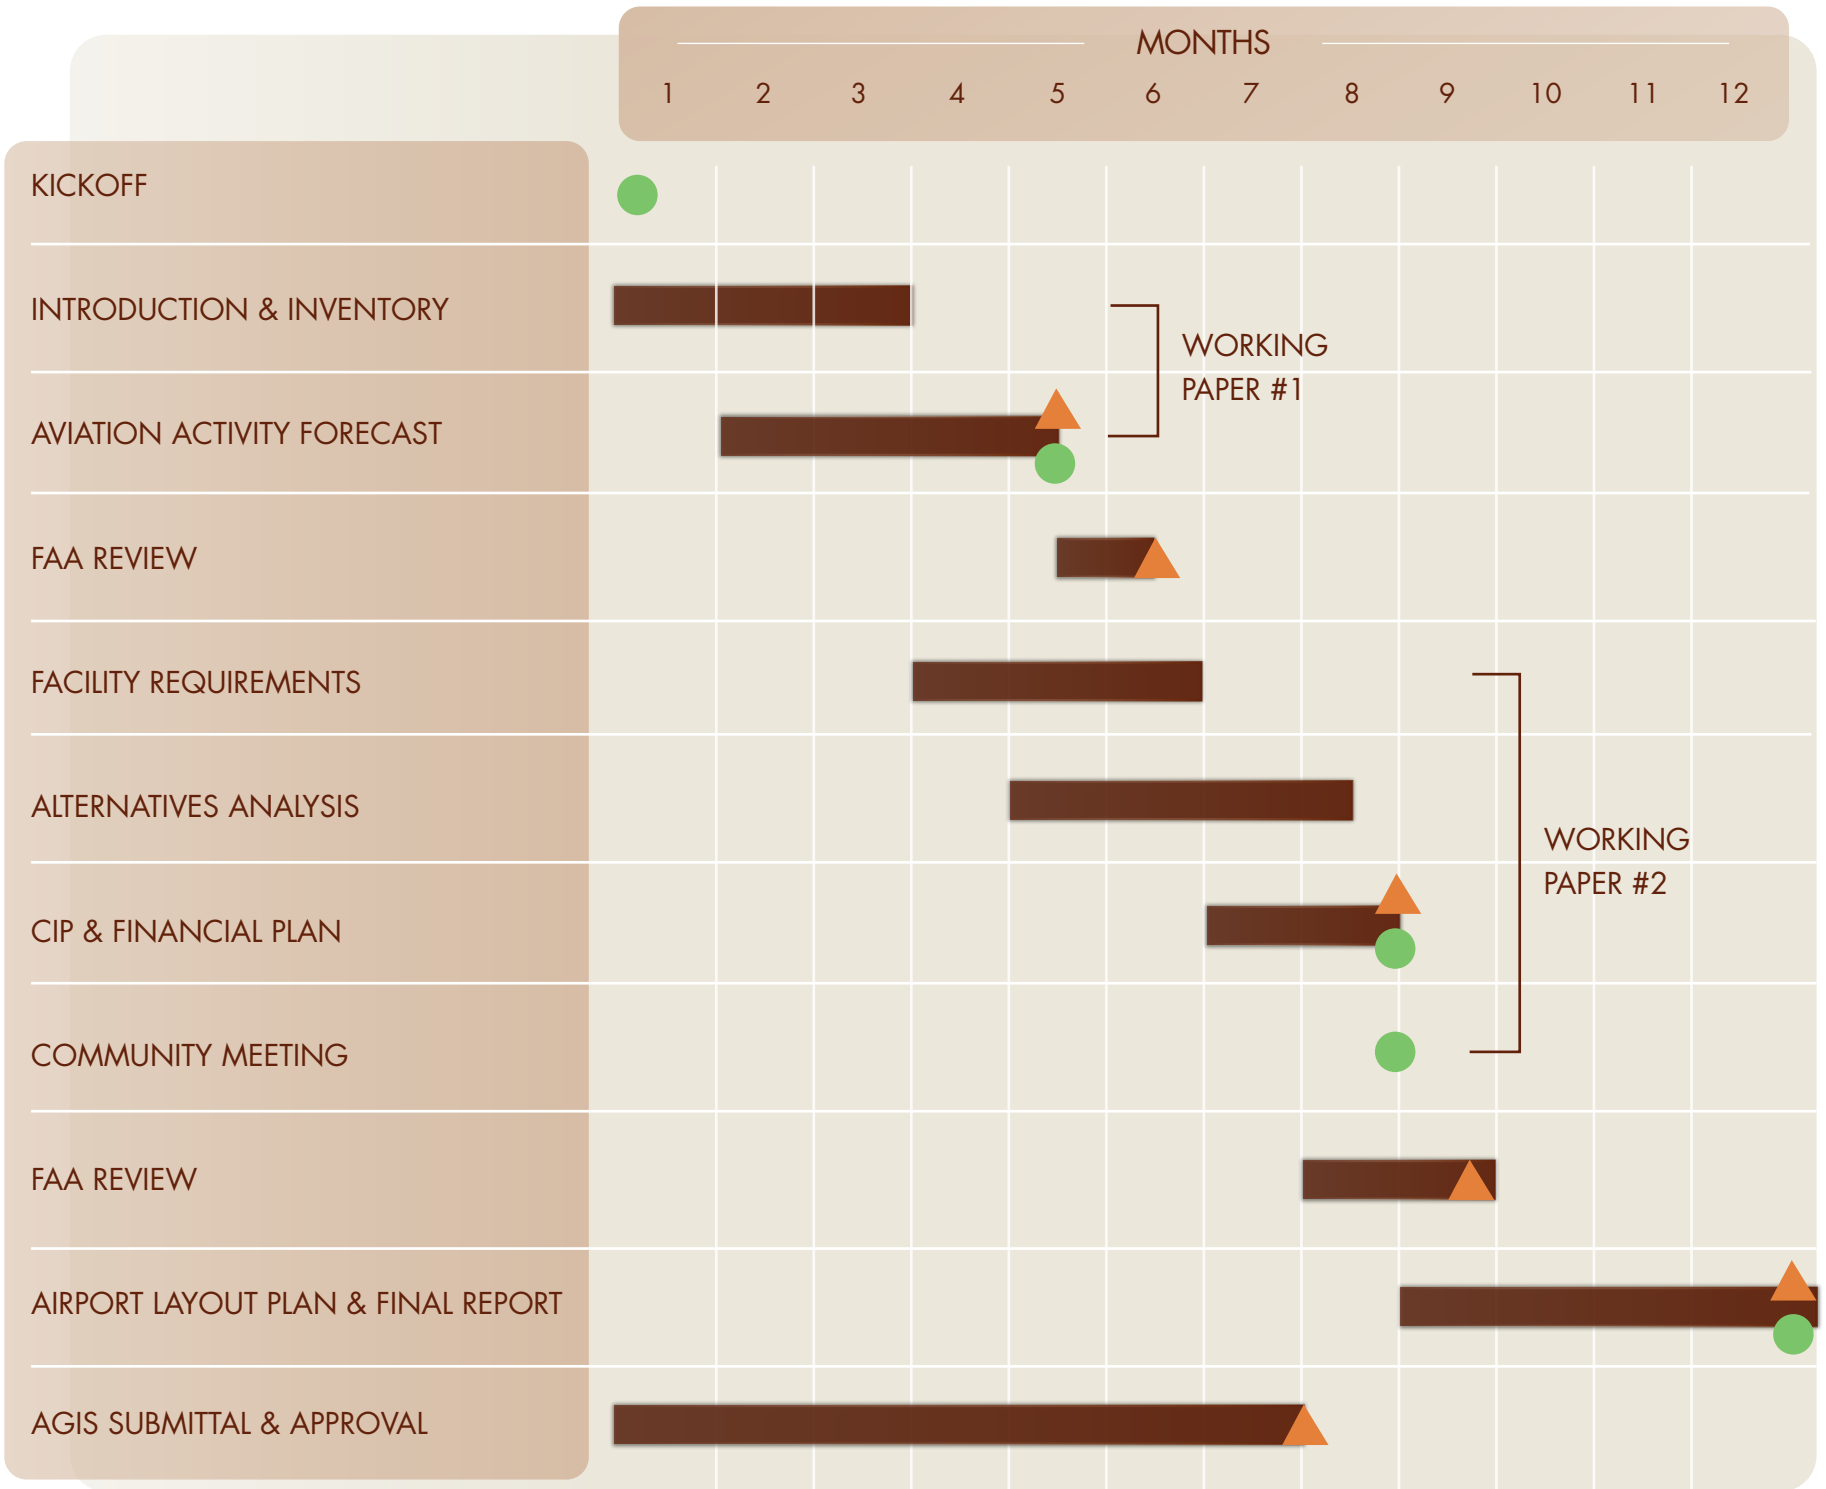 MONTHS
1 2 3 4 5 6 7 8 9 10 11 12
KICKOFF
INTRODUCTION & INVENTORY
WORKING
PAPER #1
AVIATION ACTIVITY FORECAST
FAA REVIEW
FACILITY REQUIREMENTS
ALTERNATIVES ANALYSIS
WORKING
PAPER #2
CIP & FINANCIAL PLAN
COMMUNITY MEETING
FAA REVIEW
AIRPORT LAYOUT PLAN & FINAL REPORT
AGIS SUBMITTAL & APPROVAL